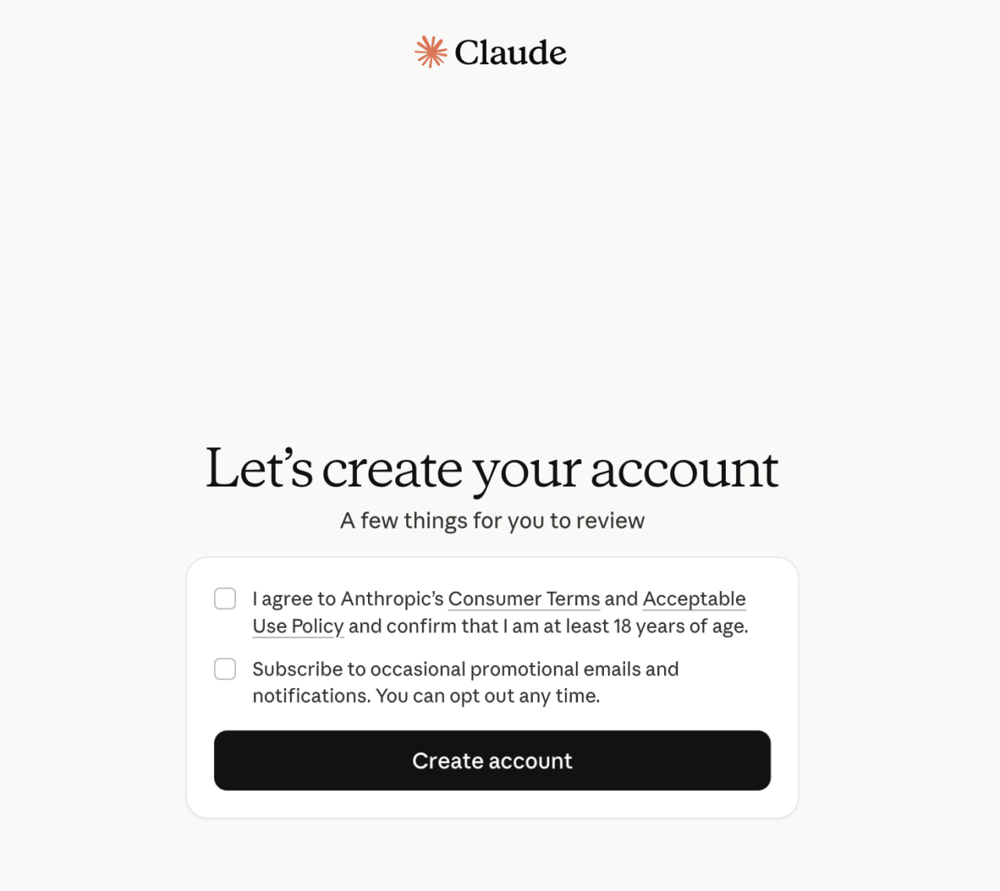 Claude
Let’s create your account
A few things for you to review
I agree to Anthropic’s Consumer Terms and Acceptable
Use Policy and confirm that I am at least 18 years of age.
Subscribe to occasional promotional emails and
notifications. You can opt out any time.
Create account